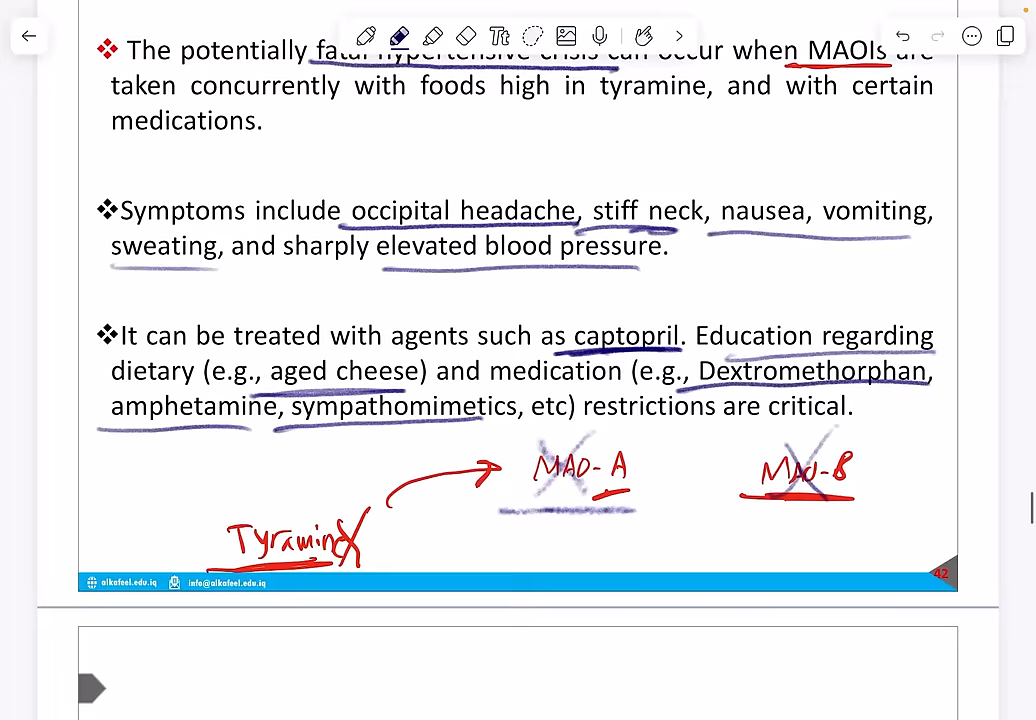 ❖ The potentially fatal hypertensive crisis can occur when MAOIs are
taken concurrently with foods high in tyramine, and with certain
medications.
❖Symptoms include occipital headache, stiff neck, nausea, vomiting,
sweating, and sharply elevated blood pressure.
❖It can be treated with agents such as captopril. Education regarding
dietary (e.g., aged cheese) and medication (e.g., Dextromethorphan,
amphetamine, sympathomimetics, etc) restrictions are critical.
MAO-A
MAO-B
Tyramine
alkafeel.edu.iq info@alkafeel.edu.iq
42
Tt